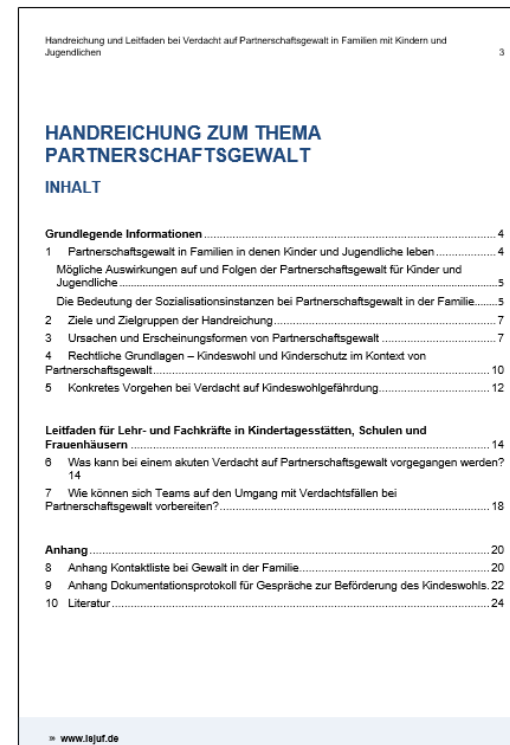 Handreichung und Leitfaden bei Verdacht auf Partnerschaftsgewalt in Familien mit Kindern und
Jugendlichen 3
HANDREICHUNG ZUM THEMA
PARTNERSCHAFTSGEWALT
INHALT
Grundlegende Informationen 4
1 Partnerschaftsgewalt in Familien in denen Kinder und Jugendliche leben 4
Mögliche Auswirkungen auf und Folgen der Partnerschaftsgewalt für Kinder und
Jugendliche 5
Die Bedeutung der Sozialisationsinstanzen bei Partnerschaftsgewalt in der Familie 5
2 Ziele und Zielgruppen der Handreichung 7
3 Ursachen und Erscheinungsformen von Partnerschaftsgewalt 7
4 Rechtliche Grundlagen – Kindeswohl und Kinderschutz im Kontext von
Partnerschaftsgewalt 10
5 Konkretes Vorgehen bei Verdacht auf Kindeswohlgefährdung 12
Leitfaden für Lehr- und Fachkräfte in Kindertagesstätten, Schulen und
Frauenhäusern 14
6 Was kann bei einem akuten Verdacht auf Partnerschaftsgewalt vorgegangen werden?
14
7 Wie können sich Teams auf den Umgang mit Verdachtsfällen bei
Partnerschaftsgewalt vorbereiten? 18
Anhang 20
8 Anhang Kontaktliste bei Gewalt in der Familie 20
9 Anhang Dokumentationsprotokoll für Gespräche zur Beförderung des Kindeswohls. 22
10 Literatur 24
» www.isjuf.de